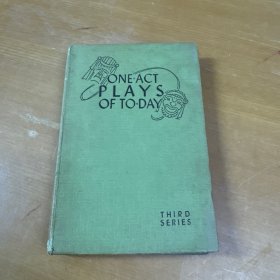 ONE-ACT
PLAYS
OF TO-DAY
THIRD
SERIES